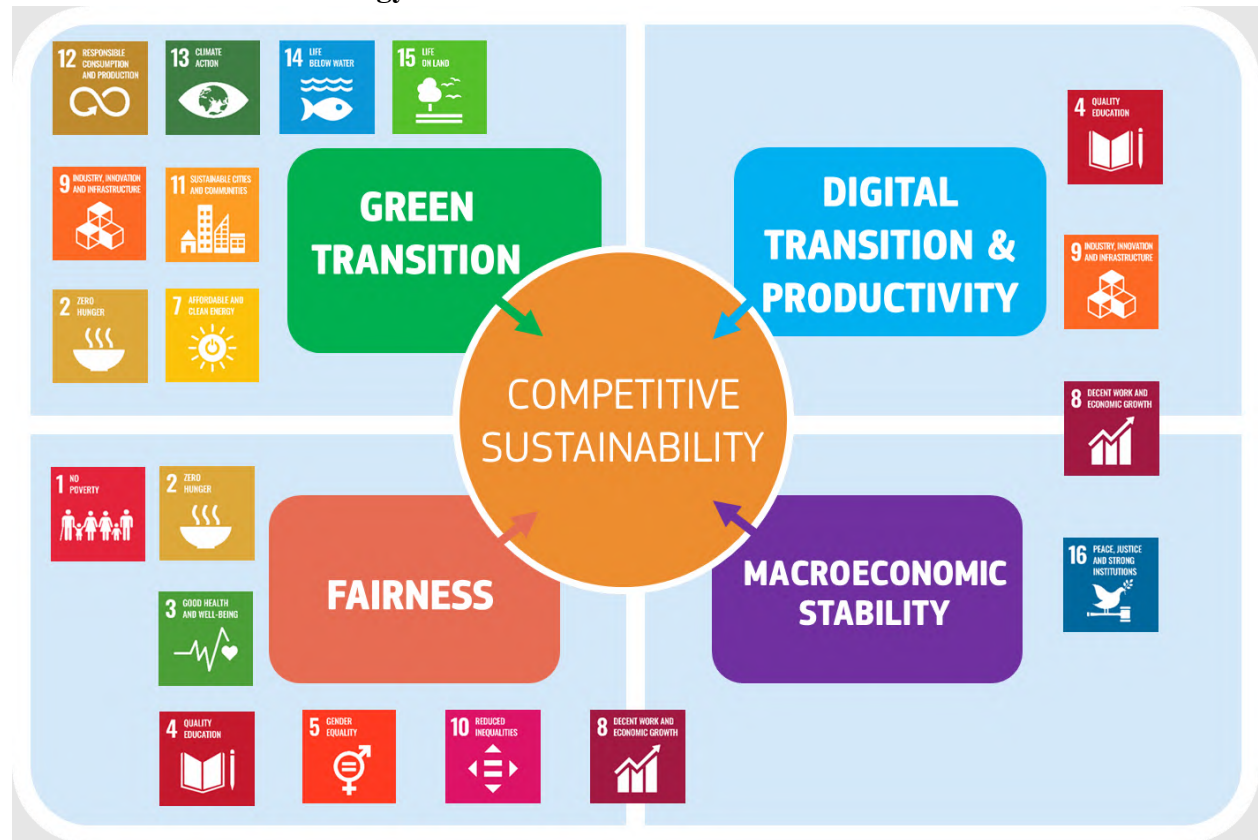 gy
12 RESPONSIBLE
CONSUMPTION
AND PRODUCTION
13 CLIMATE
ACTION
14 LIFE
BELOW WATER
15 LIFE
ON LAND
9 INDUSTRY, INNOVATION
AND INFRASTRUCTURE
11 SUSTAINABLE CITIES
AND COMMUNITIES
2 ZERO
HUNGER
7 AFFORDABLE AND
CLEAN ENERGY
GREEN
TRANSITION
DIGITAL
TRANSITION &
PRODUCTIVITY
4 QUALITY
EDUCATION
9 INDUSTRY, INNOVATION
AND INFRASTRUCTURE
8 DECENT WORK AND
ECONOMIC GROWTH
COMPETITIVE
SUSTAINABILITY
1 NO
POVERTY
2 ZERO
HUNGER
3 GOOD HEALTH
AND WELL-BEING
FAIRNESS
4 QUALITY
EDUCATION
5 GENDER
EQUALITY
10 REDUCED
INEQUALITIES
8 DECENT WORK AND
ECONOMIC GROWTH
MACROECONOMIC
STABILITY
16 PEACE, JUSTICE
AND STRONG
INSTITUTIONS